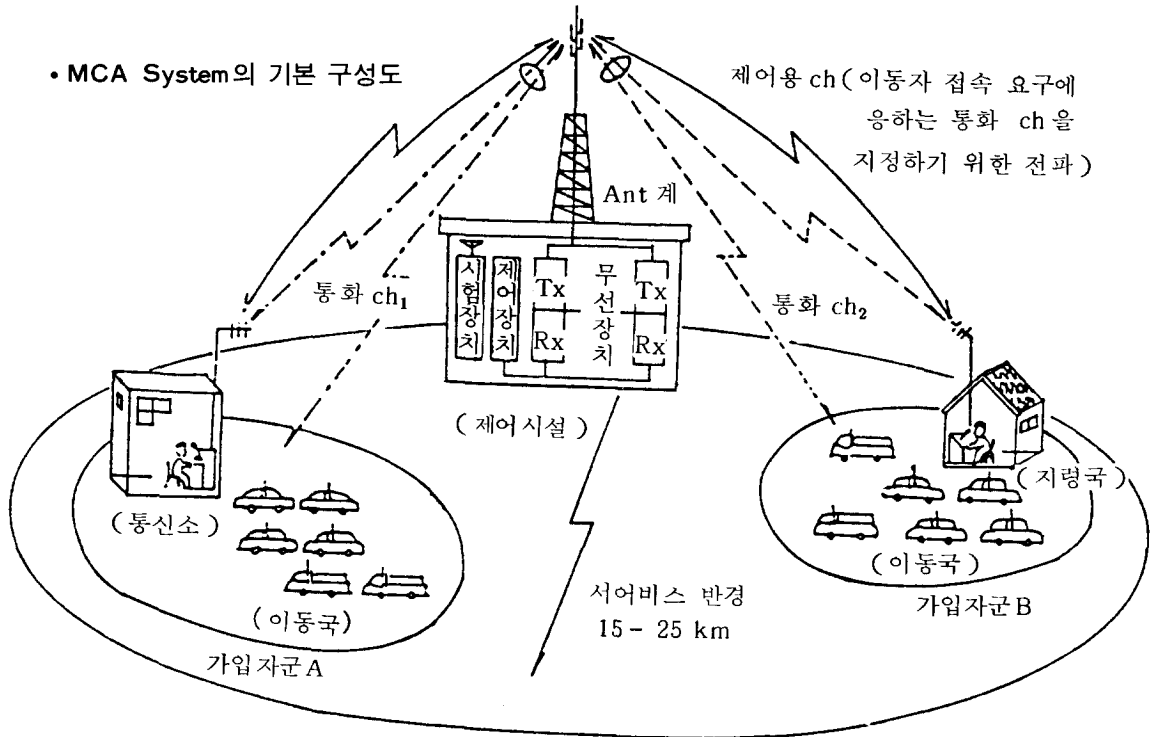 • MCA System의 기본 구성도
제어용 ch(이동자 접속 요구에
응하는 통화 ch을
지정하기 위한 전파)
Ant 계
시험장치
제어장치
Tx
Rx
무선장치
Tx
Rx
통화 ch₁
통화 ch₂
(제어시설)
(통신소)
(지령국)
(이동국)
(이동국)
가입자군 A
가입자군 B
서어비스 반경
15 - 25 km